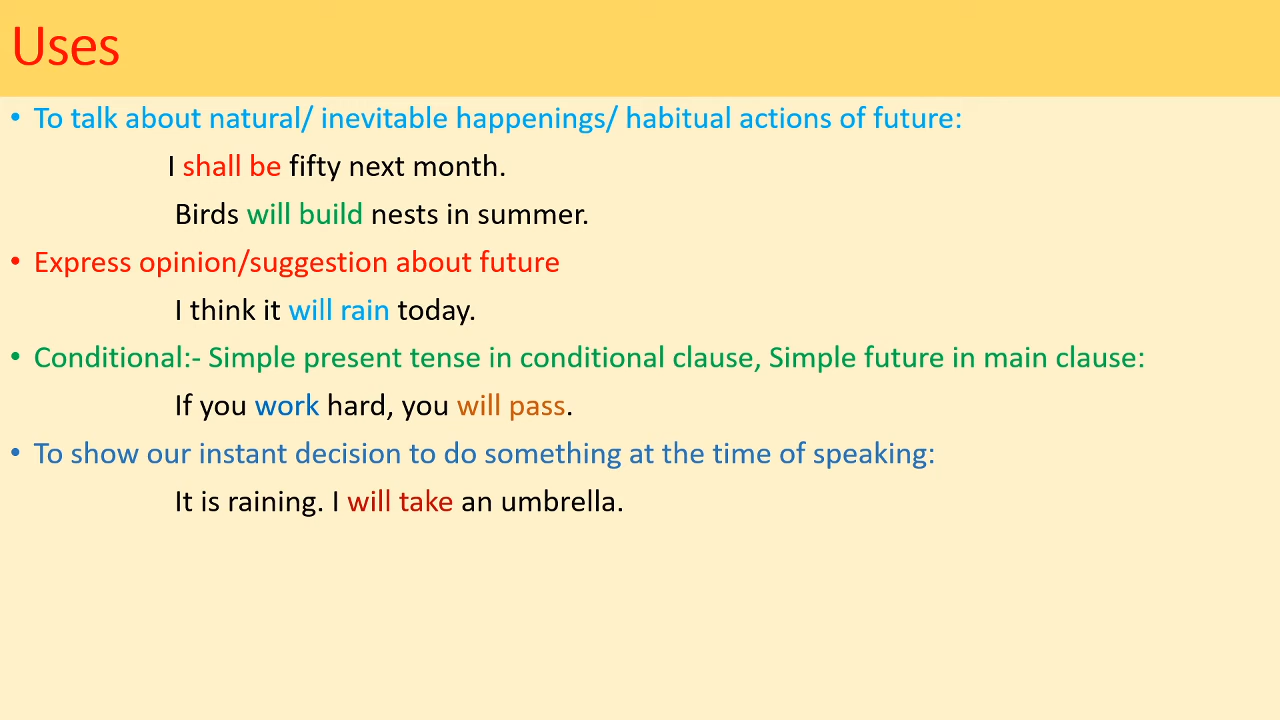 Uses
• To talk about natural/ inevitable happenings/ habitual actions of future:
I shall be fifty next month.
Birds will build nests in summer.
• Express opinion/suggestion about future
I think it will rain today.
• Conditional:- Simple present tense in conditional clause, Simple future in main clause:
If you work hard, you will pass.
• To show our instant decision to do something at the time of speaking:
It is raining. I will take an umbrella.